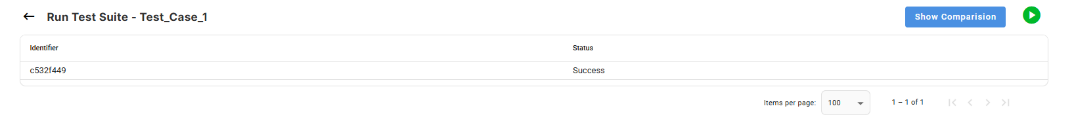 Run Test Suite - Test_Case_1
Show Comparision
Identifier Status
c532f449 Success
Items per page: 100 1 – 1 of 1